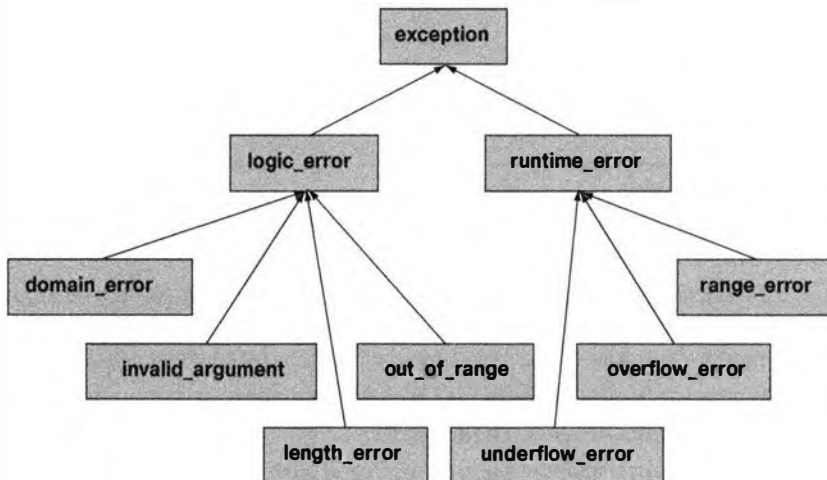 exception
logic_error
runtime_error
domain_error
range_error
invalid_argument
out_of_range
overflow_error
length_error
underflow_error